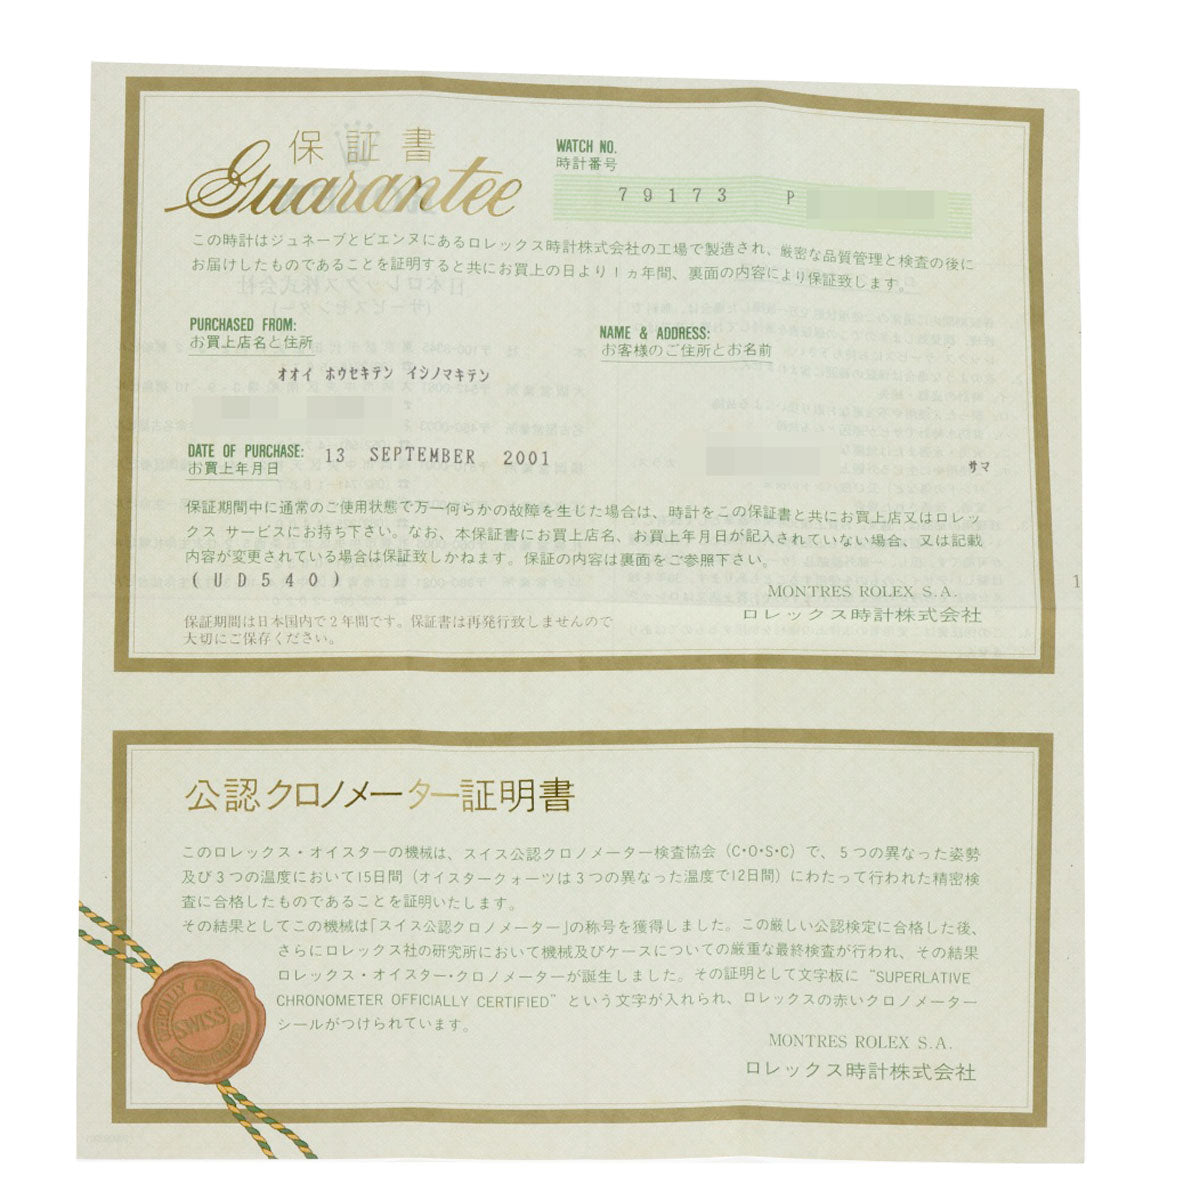 保証書
Guarantee
WATCH NO.
時計番号
79173 P
この時計はジュネーブとビエンヌにあるロレックス時計株式会社の工場で製造され、厳密な品質管理と検査の後に
お届けしたものであることを証明すると共にお買上の日より1ヵ年間、裏面の内容により保証致します。
PURCHASED FROM:
お買上店名と住所
オオイ ホウセキテン イシノマキテン
NAME & ADDRESS:
お客様のご住所とお名前
DATE OF PURCHASE:
お買上年月日
13 SEPTEMBER 2001
サマ
保証期間中に通常のご使用状態で万一何らかの故障を生じた場合は、時計をこの保証書と共にお買上店又はロレッ
クス サービスにお持ち下さい。なお、本保証書にお買上店名、お買上年月日が記入されていない場合、又は記載
内容が変更されている場合は保証致しかねます。保証の内容は裏面をご参照下さい。
(UD540)
MONTRES ROLEX S.A.
ロレックス時計株式会社
保証期間は日本国内で2年間です。保証書は再発行致しませんので
大切にご保存ください。
1
公認クロノメーター証明書
このロレックス・オイスターの機械は、スイス公認クロノメーター検査協会(C・O・S・C)で、5つの異なった姿勢
及び3つの温度において15日間(オイスタークォーツは3つの異なった温度で12日間)にわたって行われた精密検
査に合格したものであることを証明いたします。
その結果としてこの機械は「スイス公認クロノメーター」の称号を獲得しました。この厳しい公認検定に合格した後、
さらにロレックス社の研究所において機械及びケースについての厳重な最終検査が行われ、その結果
ロレックス・オイスター・クロノメーターが誕生しました。その証明として文字板に "SUPERLATIVE
CHRONOMETER OFFICIALLY CERTIFIED" という文字が入れられ、ロレックスの赤いクロノメーター
シールがつけられています。
MONTRES ROLEX S.A.
ロレックス時計株式会社
OFFICIALLY CERTIFIED
SWISS
CHRONOMETER